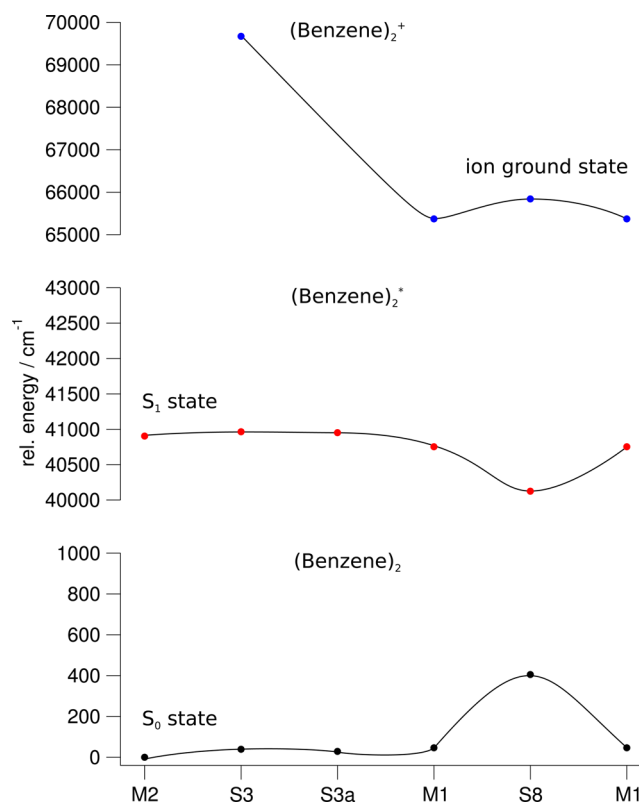 (Benzene)₂⁺
70000
69000
68000
67000
66000
65000
ion ground state
(Benzene)₂*
43000
42500
42000
41500
41000
40500
40000
S₁ state
rel. energy / cm⁻¹
(Benzene)₂
1000
800
600
400
200
0
S₀ state
M2 S3 S3a M1 S8 M1